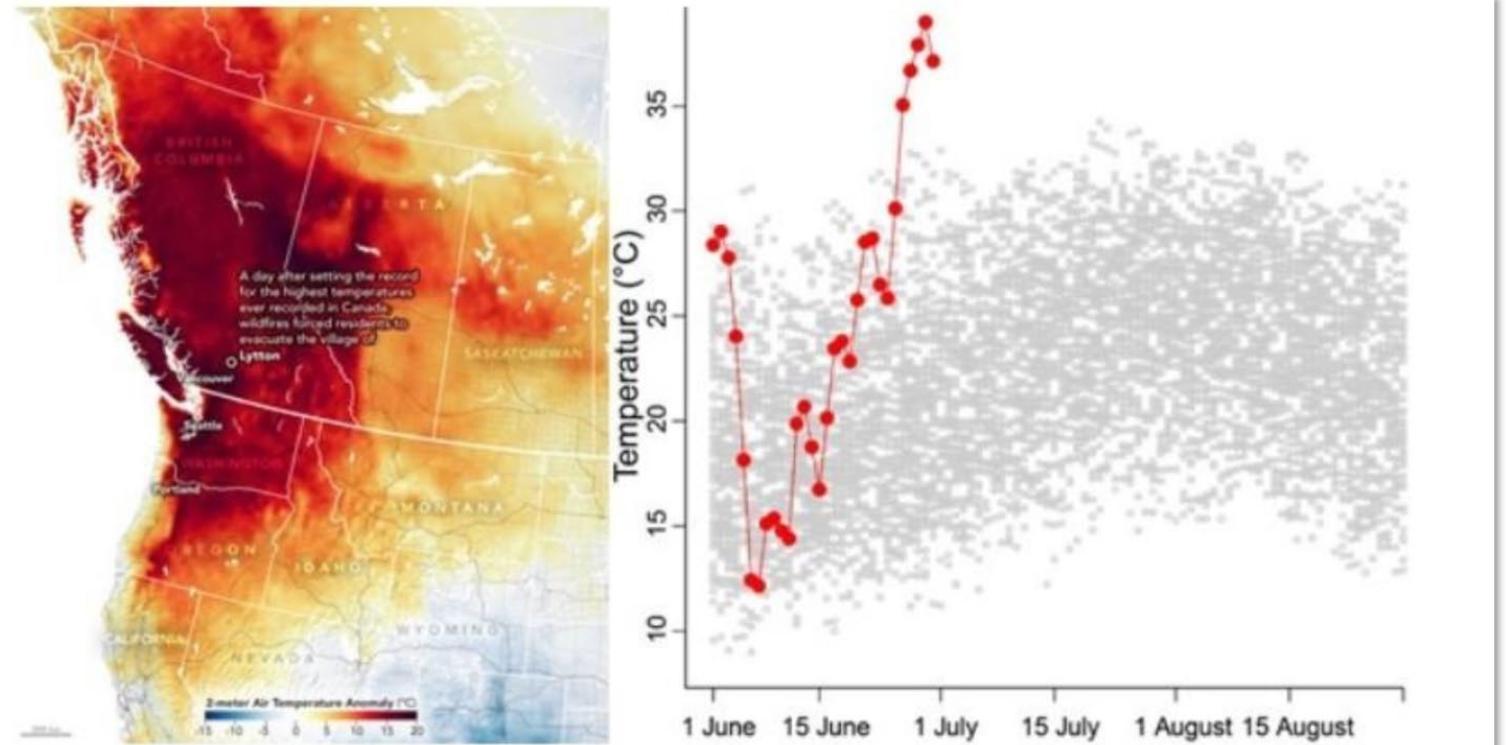 BRITISH
COLUMBIA
ALBERTA
A day after setting the record
for the highest temperatures
ever recorded in Canada,
wildfires forced residents to
evacuate the village of
Lytton
SASKATCHEWAN
Vancouver
Seattle
WASHINGTON
Portland
MONTANA
OREGON
IDAHO
WYOMING
CALIFORNIA
NEVADA
2-meter Air Temperature Anomaly (°C)
-15 -10 -5 0 5 10 15 20
Temperature (°C)
35
30
25
20
15
10
1 June 15 June 1 July 15 July 1 August 15 August